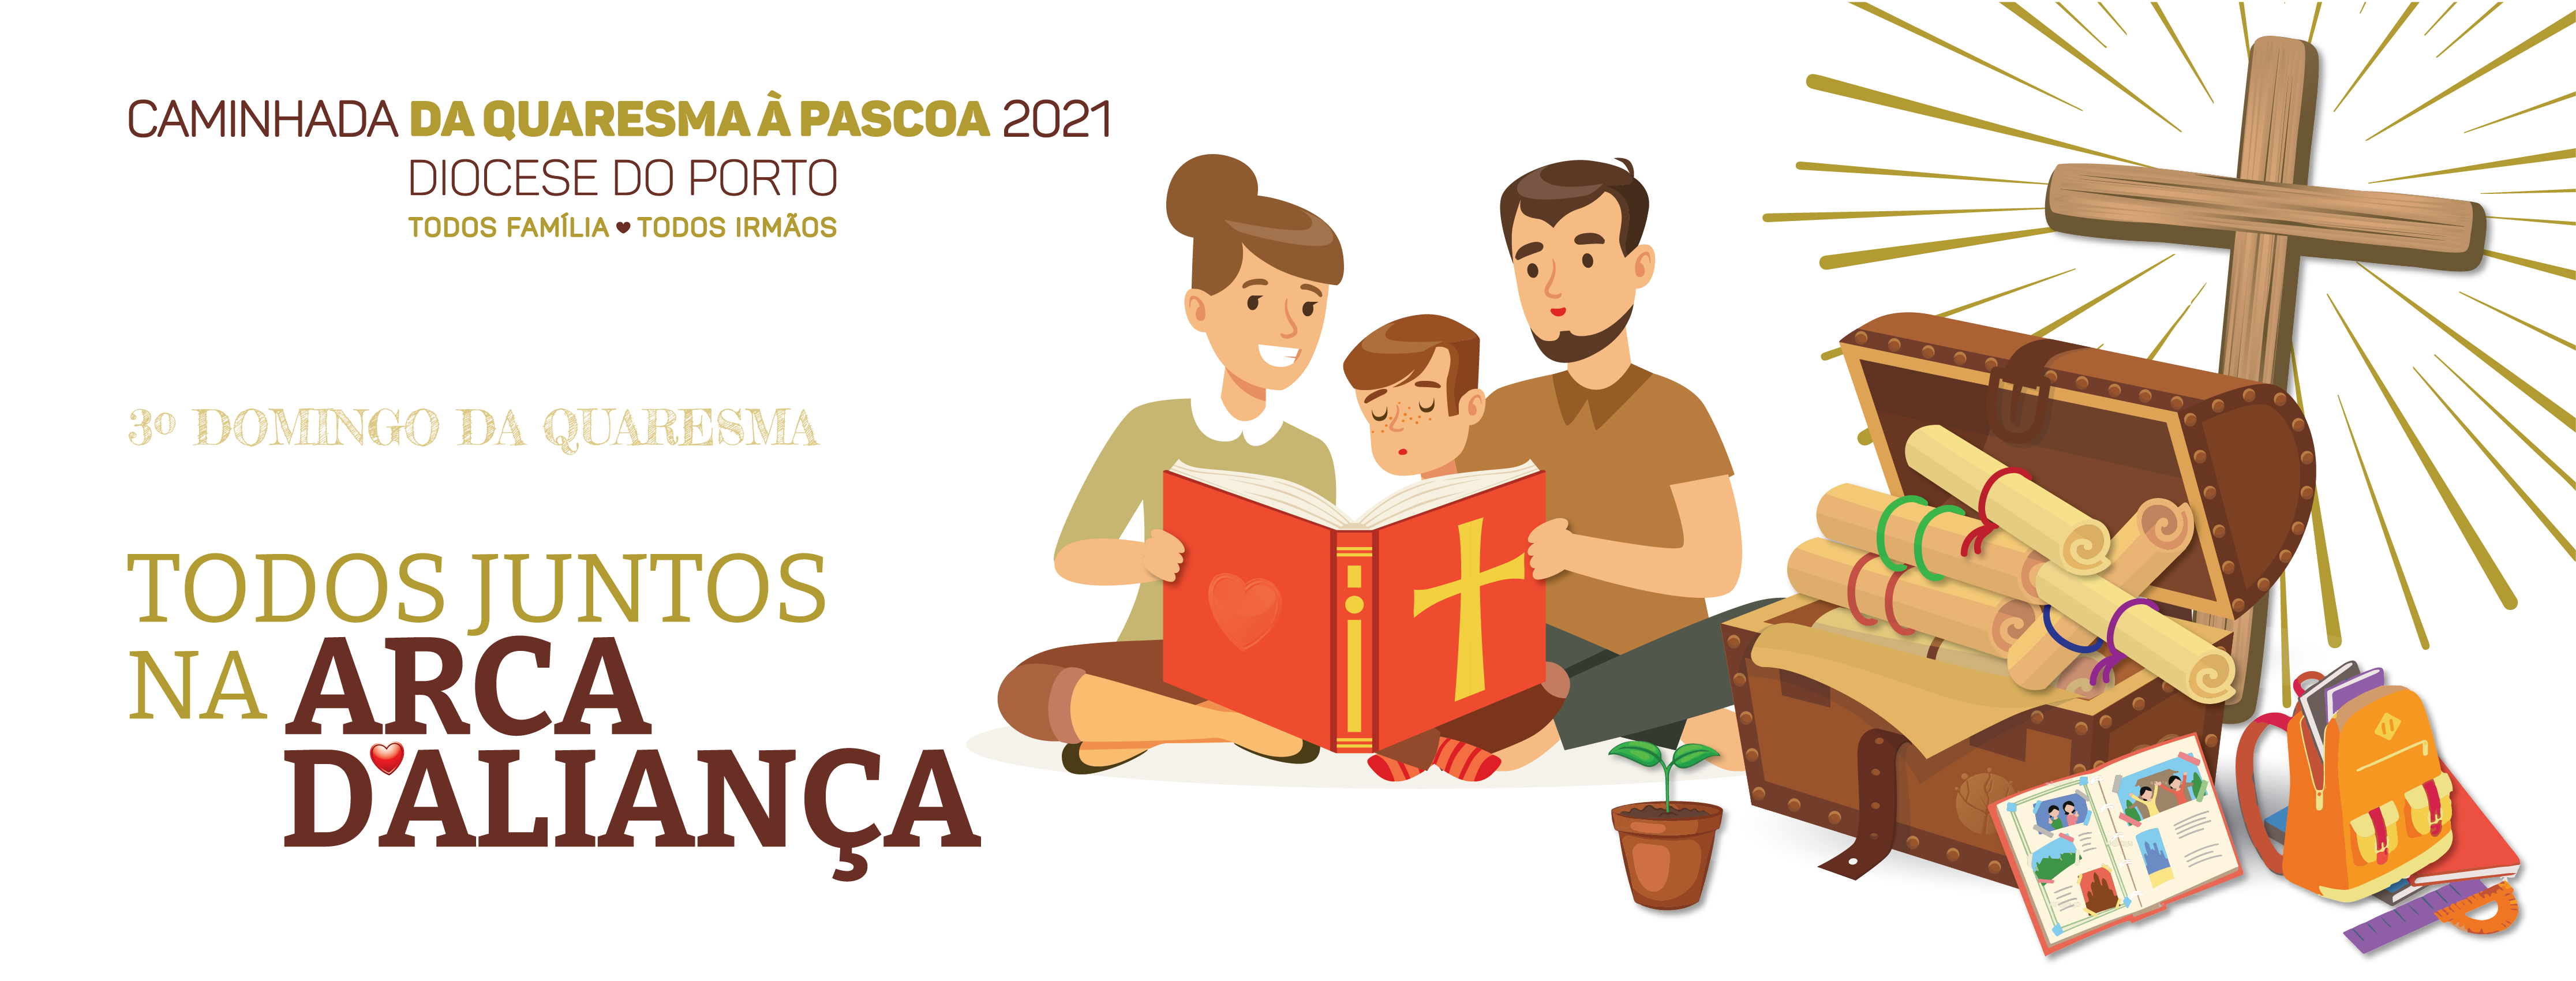 CAMINHADA DA QUARESMA À PASCOA 2021
DIOCESE DO PORTO
TODOS FAMÍLIA ♥ TODOS IRMÃOS
3º DOMINGO DA QUARESMA
TODOS JUNTOS
NA ARCA
D'ALIANÇA